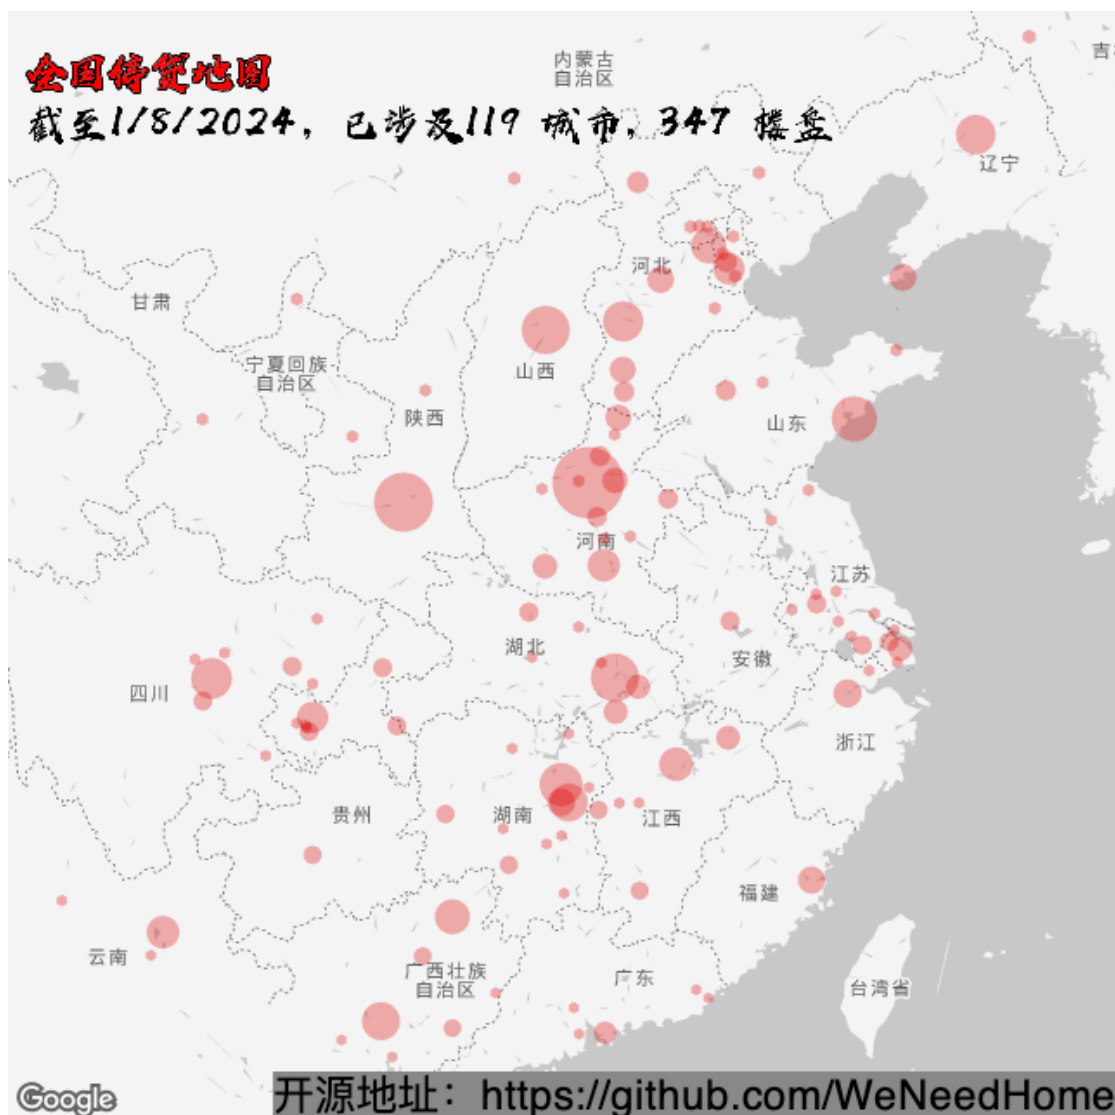 全国停贷地图
截至1/8/2024, 已涉及119 城市, 347 楼盘
内蒙古
自治区
吉
辽宁
河北
甘肃
宁夏回族
自治区
山西
陕西
山东
河南
江苏
湖北
安徽
四川
浙江
贵州
湖南
江西
福建
云南
广西壮族
自治区
广东
台湾省
Google
开源地址：https://github.com/WeNeedHome